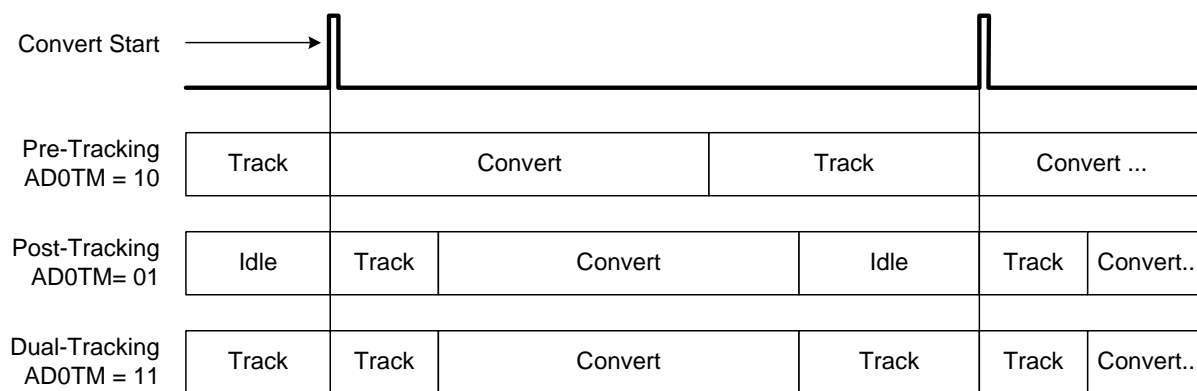 Convert Start
Pre-Tracking
AD0TM = 10
Track
Convert
Track
Convert ...
Post-Tracking
AD0TM= 01
Idle
Track
Convert
Idle
Track
Convert..
Dual-Tracking
AD0TM = 11
Track
Track
Convert
Track
Track
Convert..